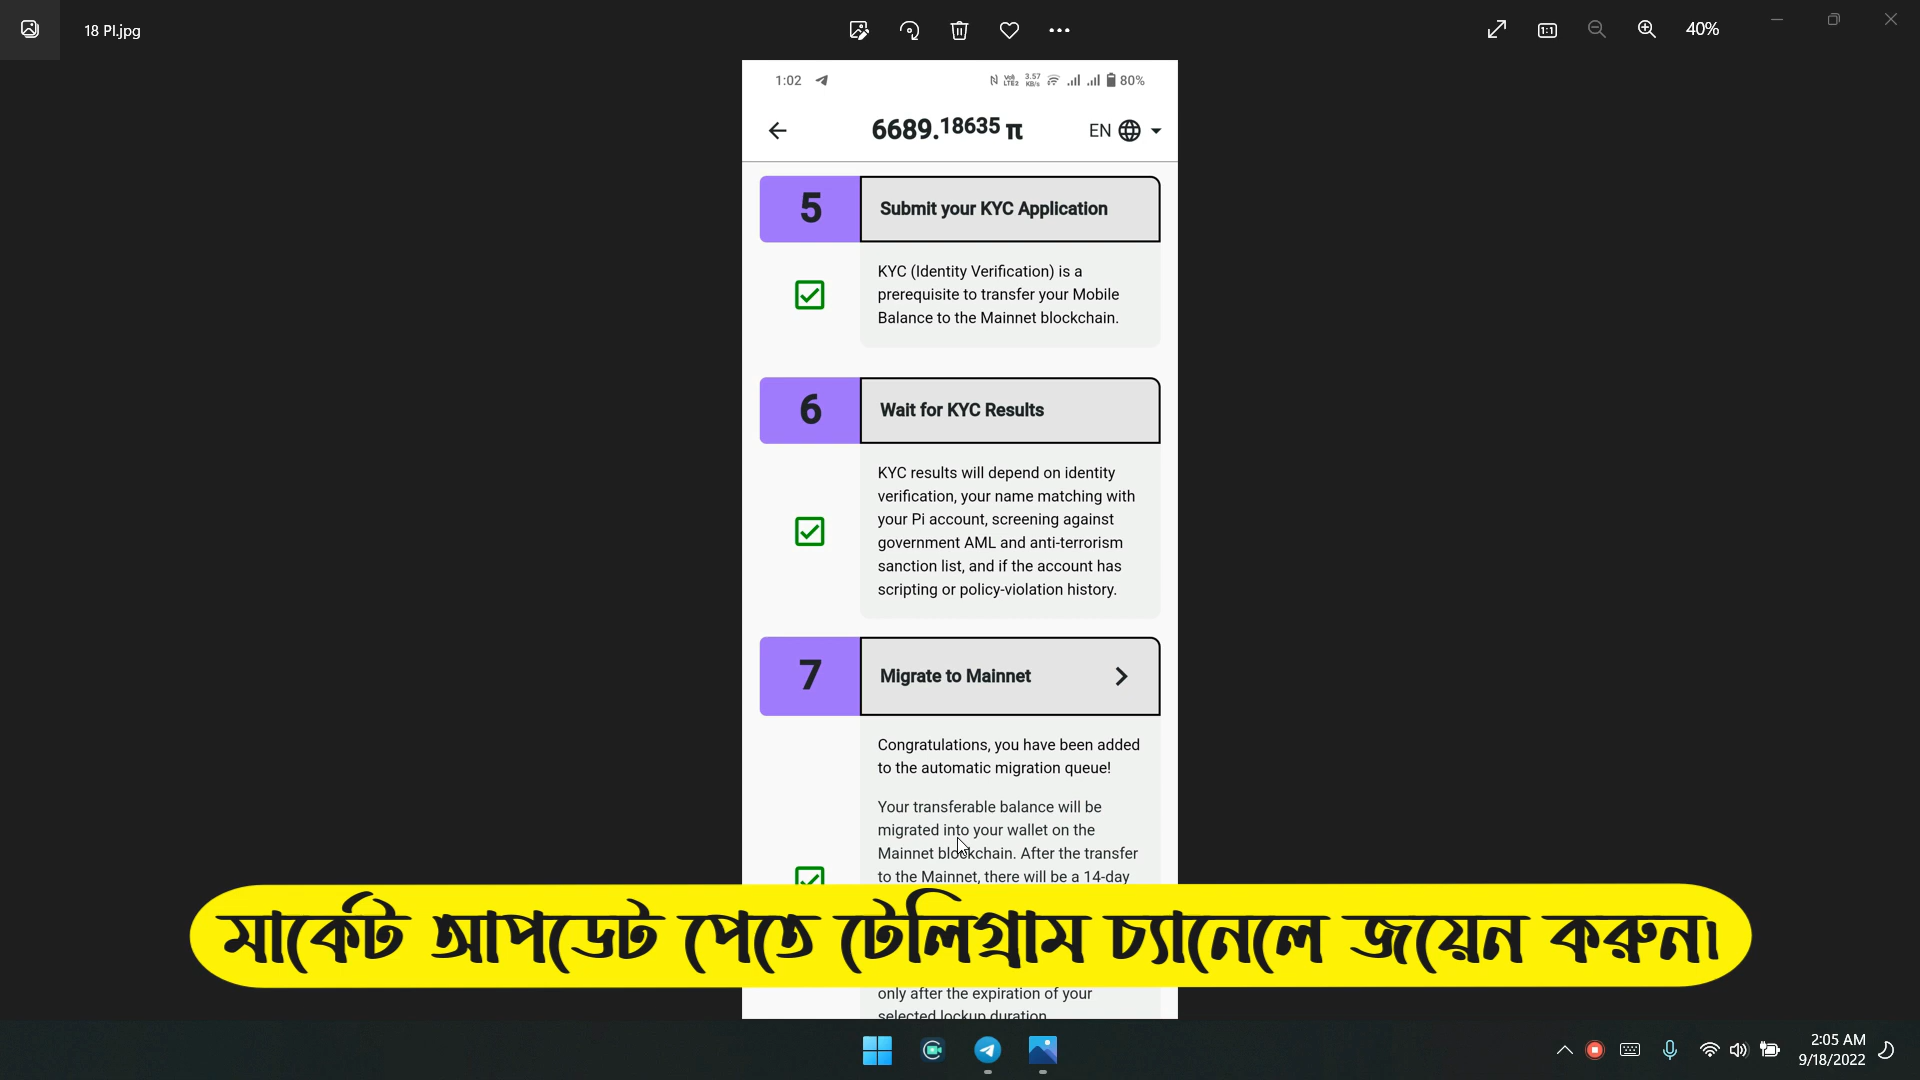 18 PI.jpg
40%
1:02
Vo) LTE2 3.57 KB/s 80%
6689.18635 π
EN
5
Submit your KYC Application
KYC (Identity Verification) is a
prerequisite to transfer your Mobile
Balance to the Mainnet blockchain.
6
Wait for KYC Results
KYC results will depend on identity
verification, your name matching with
your Pi account, screening against
government AML and anti-terrorism
sanction list, and if the account has
scripting or policy-violation history.
7
Migrate to Mainnet
Congratulations, you have been added
to the automatic migration queue!
Your transferable balance will be
migrated into your wallet on the
Mainnet blockchain. After the transfer
to the Mainnet, there will be a 14-day
মার্কেট আপডেট পেতে টেলিগ্রাম চ্যানেলে জয়েন করুন।
only after the expiration of your
selected lockup duration
2:05 AM
9/18/2022